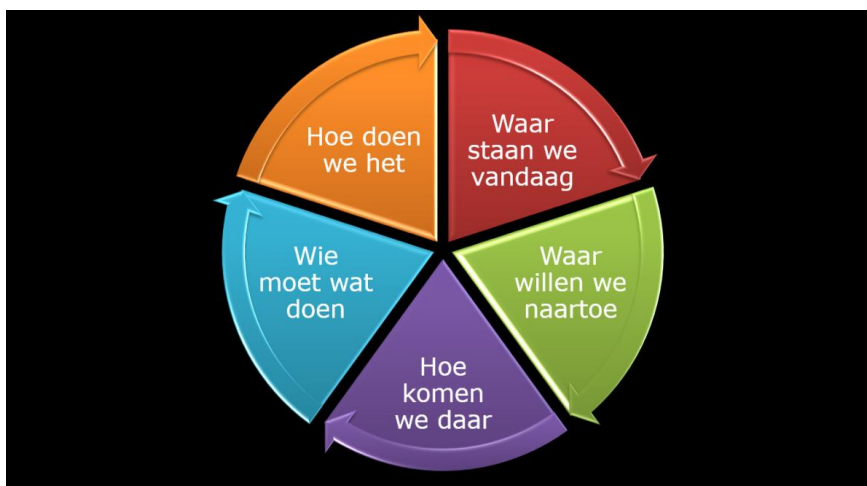 Waar
staan we
vandaag
Waar
willen we
naartoe
Hoe
komen
we daar
Wie
moet wat
doen
Hoe doen
we het